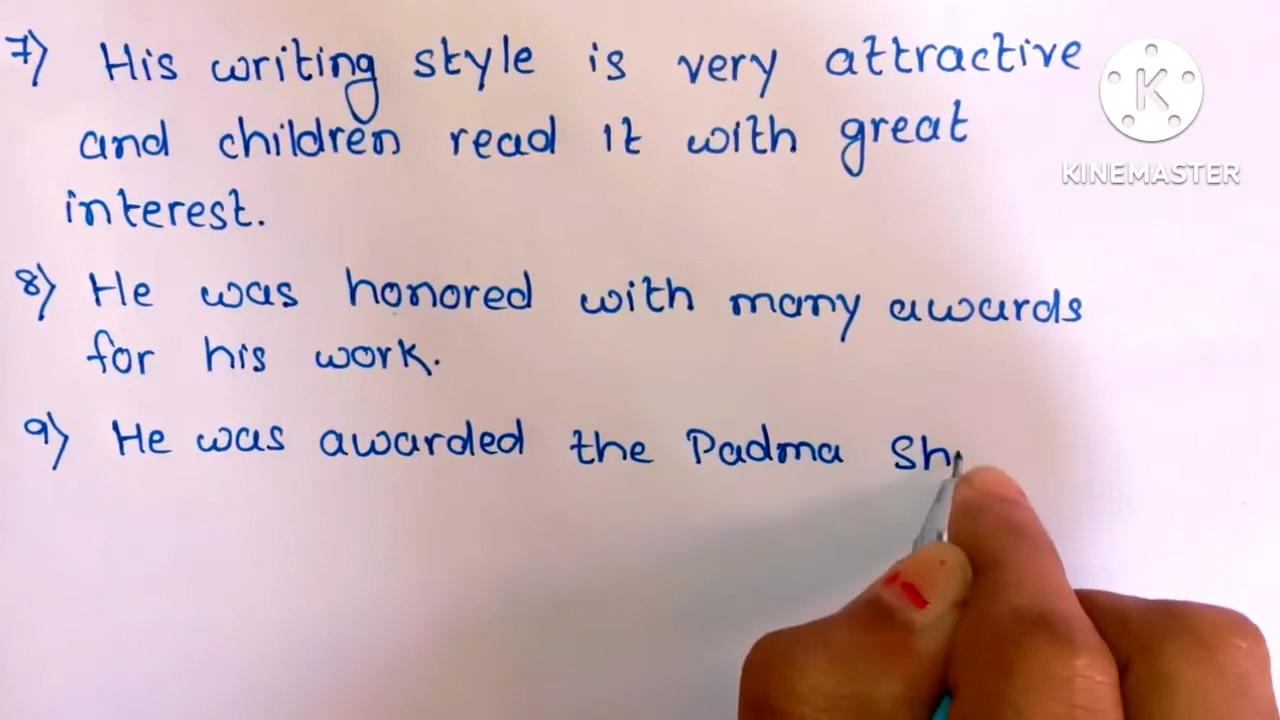 7) His writing style is very attractive
and children read it with great
interest.
8) He was honored with many awards
for his work.
9) He was awarded the Padma Sh
K
KINEMASTER